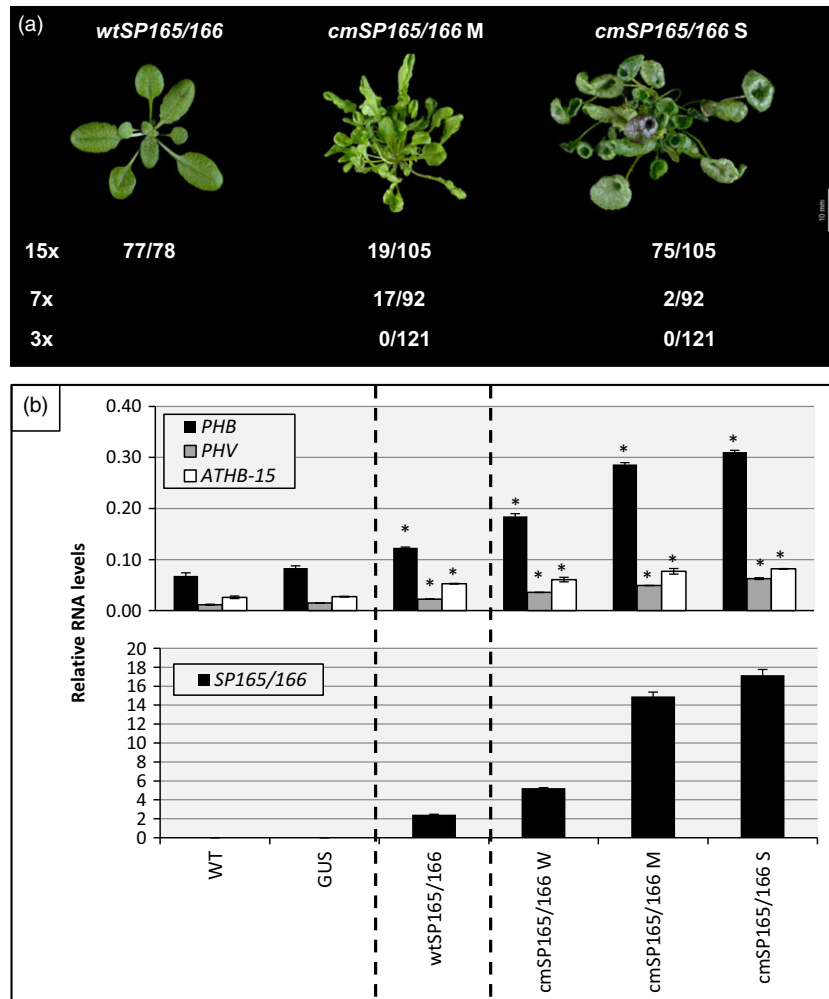 (a)
wtSP165/166 cmSP165/166 M cmSP165/166 S
10 mm
15x 77/78 19/105 75/105
7x 17/92 2/92
3x 0/121 0/121
(b)
0.40
0.30
0.20
0.10
0.00
PHB
PHV
ATHB-15
* * * * * * * * * * * *
Relative RNA levels
20
18
16
14
12
10
8
6
4
2
0
SP165/166
WT
GUS
wtSP165/166
cmSP165/166 W
cmSP165/166 M
cmSP165/166 S